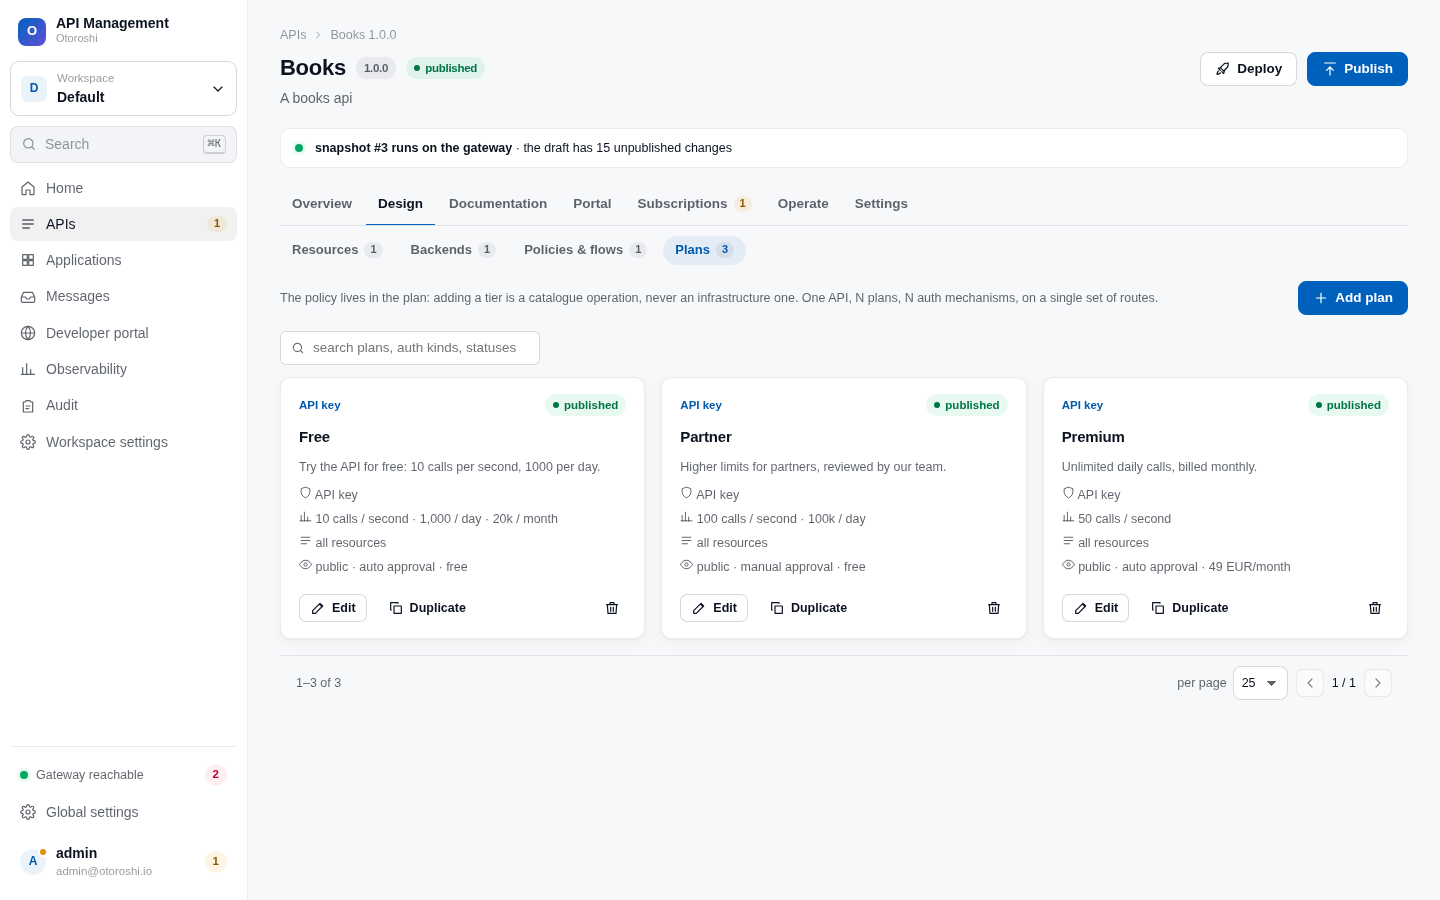 O
API Management
Otoroshi
D
Workspace
Default
Search
⌘K
Home
APIs
1
Applications
Messages
Developer portal
Observability
Audit
Workspace settings
Gateway reachable
2
Global settings
A
admin
admin@otoroshi.io
1
APIs
Books 1.0.0
Books
1.0.0
published
A books api
Deploy
Publish
snapshot #3 runs on the gateway · the draft has 15 unpublished changes
Overview
Design
Documentation
Portal
Subscriptions
1
Operate
Settings
Resources
1
Backends
1
Policies & flows
1
Plans
3
The policy lives in the plan: adding a tier is a catalogue operation, never an infrastructure one. One API, N plans, N auth mechanisms, on a single set of routes.
Add plan
search plans, auth kinds, statuses
API key
published
Free
Try the API for free: 10 calls per second, 1000 per day.
API key
10 calls / second · 1,000 / day · 20k / month
all resources
public · auto approval · free
Edit
Duplicate
API key
published
Partner
Higher limits for partners, reviewed by our team.
API key
100 calls / second · 100k / day
all resources
public · manual approval · free
Edit
Duplicate
API key
published
Premium
Unlimited daily calls, billed monthly.
API key
50 calls / second
all resources
public · auto approval · 49 EUR/month
Edit
Duplicate
1–3 of 3
per page
25
1 / 1